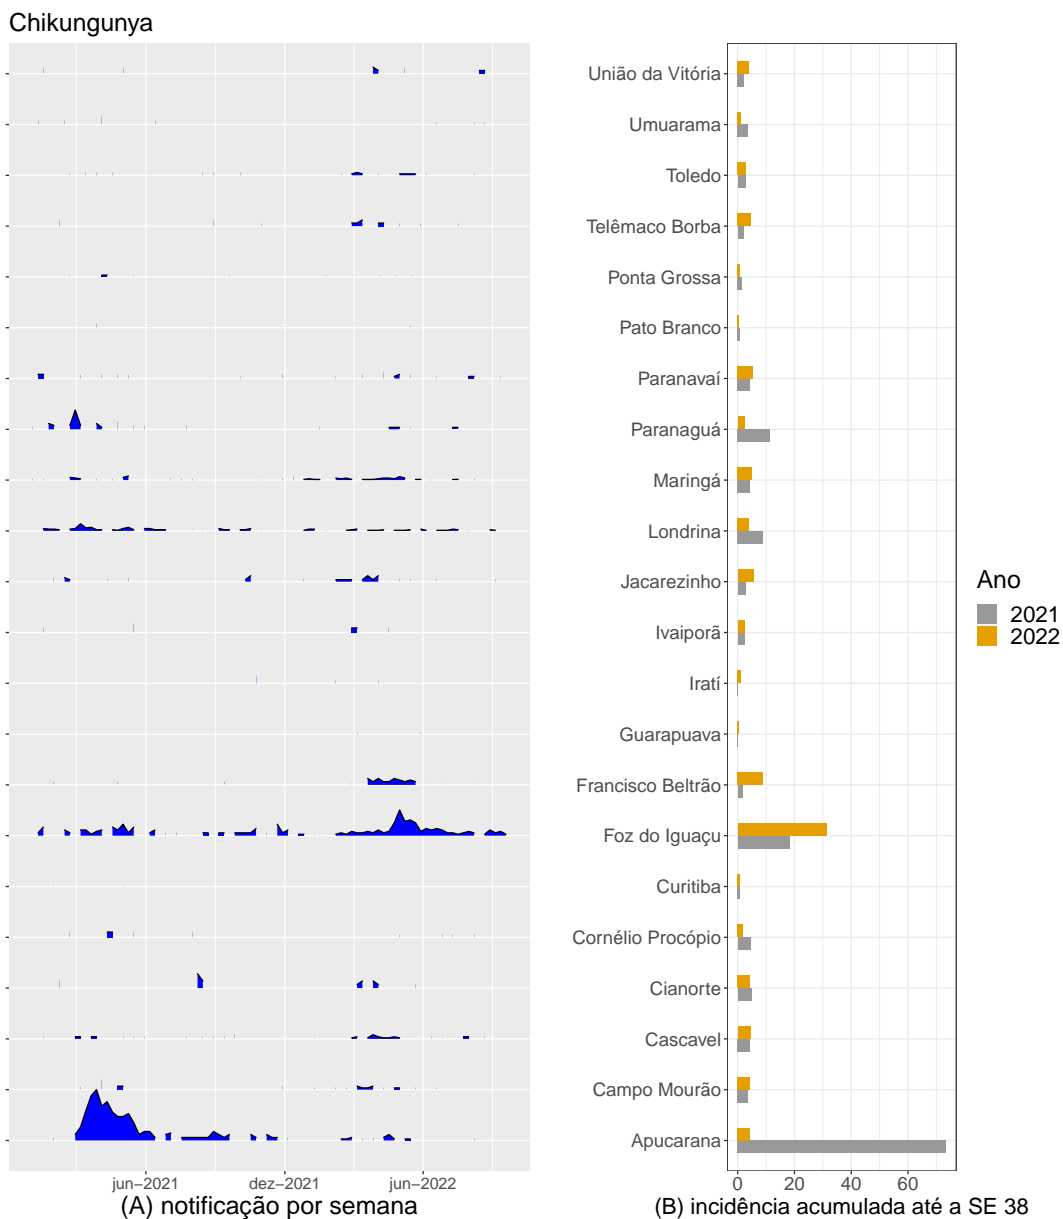 Chikungunya
União da Vitória
Umuarama
Toledo
Telêmaco Borba
Ponta Grossa
Pato Branco
Paranavaí
Paranaguá
Maringá
Londrina
Jacarezinho
Ivaiporã
Iratí
Guarapuava
Francisco Beltrão
Foz do Iguaçu
Curitiba
Cornélio Procópio
Cianorte
Cascavel
Campo Mourão
Apucarana
Ano
2021
2022
jun−2021 dez−2021 jun−2022
0 20 40 60
(A) notificação por semana
(B) incidência acumulada até a SE 38